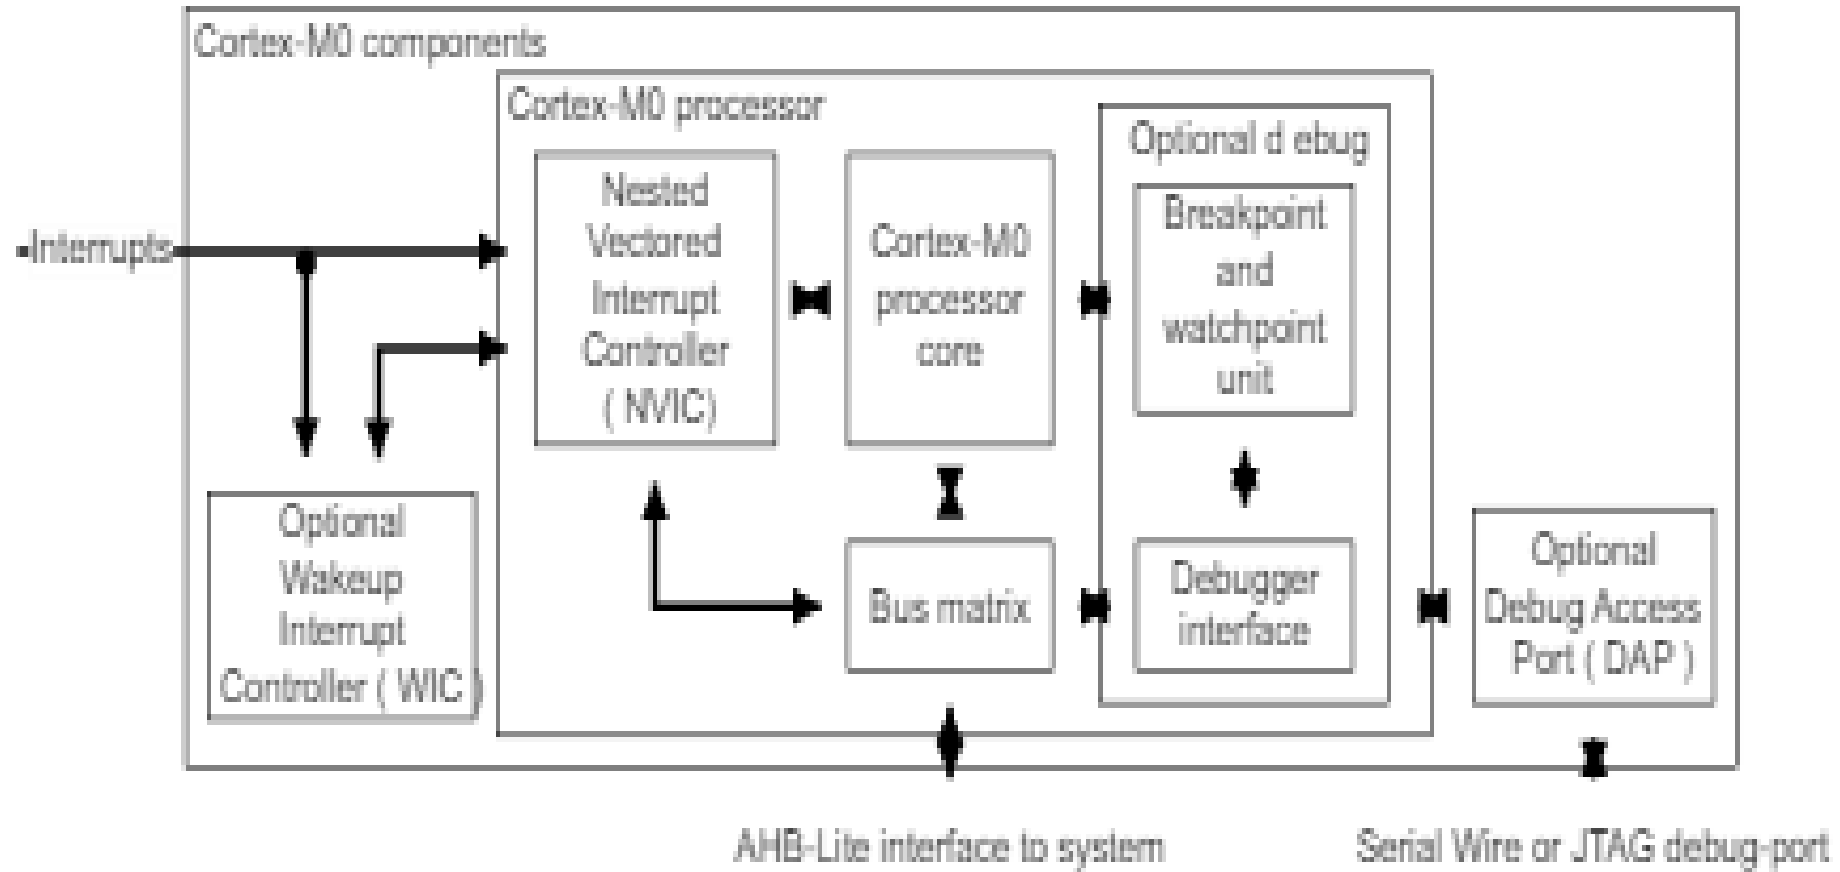 Cortex-M0 components
Cortex-M0 processor
Optional d ebug
Nested
Vectored
Interrupt
Controller
( NVIC)
Cortex-M0
processor
core
Breakpoint
and
watchpoint
unit
Interrupts
Optional
Wakeup
Interrupt
Controller ( WIC )
Bus matrix
Debugger
interface
Optional
Debug Access
Port ( DAP )
AHB-Lite interface to system
Serial Wire or JTAG debug-port